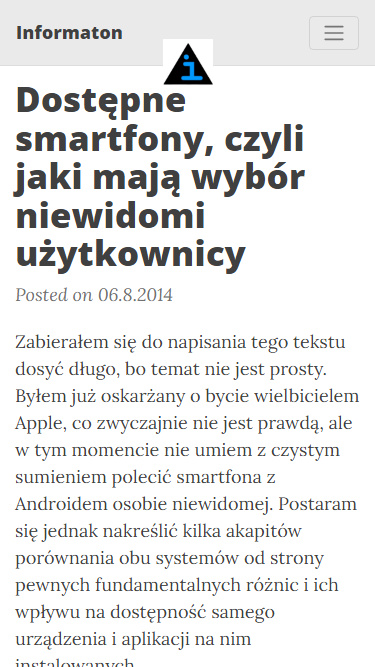 Informaton
i
Dostępne
smartfony, czyli
jaki mają wybór
niewidomi
użytkownicy
Posted on 06.8.2014
Zabierałem się do napisania tego tekstu
dosyć długo, bo temat nie jest prosty.
Byłem już oskarżany o bycie wielbicielem
Apple, co zwyczajnie nie jest prawdą, ale
w tym momencie nie umiem z czystym
sumieniem polecić smartfona z
Androidem osobie niewidomej. Postaram
się jednak nakreślić kilka akapitów
porównania obu systemów od strony
pewnych fundamentalnych różnic i ich
wpływu na dostępność samego
urządzenia i aplikacji na nim
instalowanych